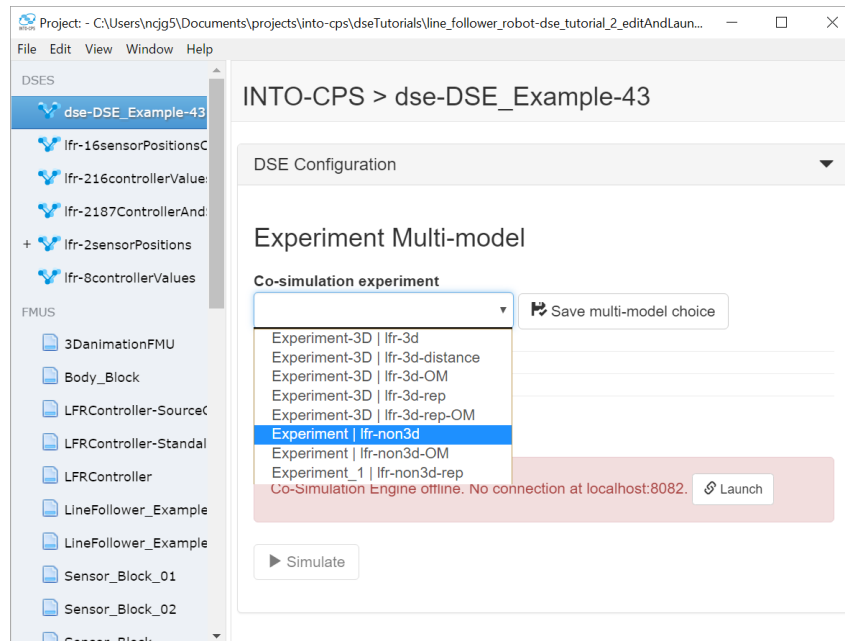 Project: - C:\Users\ncjg5\Documents\projects\into-cps\dseTutorials\line_follower_robot-dse_tutorial_2_editAndLaun...
File Edit View Window Help
DSES
dse-DSE_Example-43
lfr-16sensorPositionsC
lfr-216controllerValue
lfr-2187ControllerAnd
+ lfr-2sensorPositions
lfr-8controllerValues
FMUS
3DanimationFMU
Body_Block
LFRController-Source
LFRController-Standal
LFRController
LineFollower_Example
LineFollower_Example
Sensor_Block_01
Sensor_Block_02
INTO-CPS > dse-DSE_Example-43
DSE Configuration
Experiment Multi-model
Co-simulation experiment
Save multi-model choice
Experiment-3D | lfr-3d
Experiment-3D | lfr-3d-distance
Experiment-3D | lfr-3d-OM
Experiment-3D | lfr-3d-rep
Experiment-3D | lfr-3d-rep-OM
Experiment | lfr-non3d
Experiment | lfr-non3d-OM
Experiment_1 | lfr-non3d-rep
Co-Simulation Engine offline. No connection at localhost:8082. Launch
Simulate